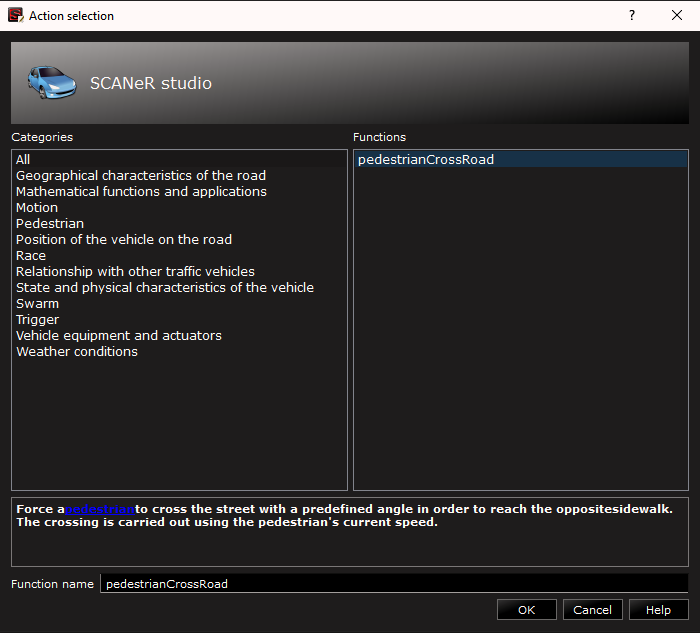 Action selection
?
SCANeR studio
Categories
Functions
All
Geographical characteristics of the road
Mathematical functions and applications
Motion
Pedestrian
Position of the vehicle on the road
Race
Relationship with other traffic vehicles
State and physical characteristics of the vehicle
Swarm
Trigger
Vehicle equipment and actuators
Weather conditions
pedestrianCrossRoad
Force apedestrianto cross the street with a predefined angle in order to reach the oppositesidewalk.
The crossing is carried out using the pedestrian's current speed.
Function name pedestrianCrossRoad
OK Cancel Help